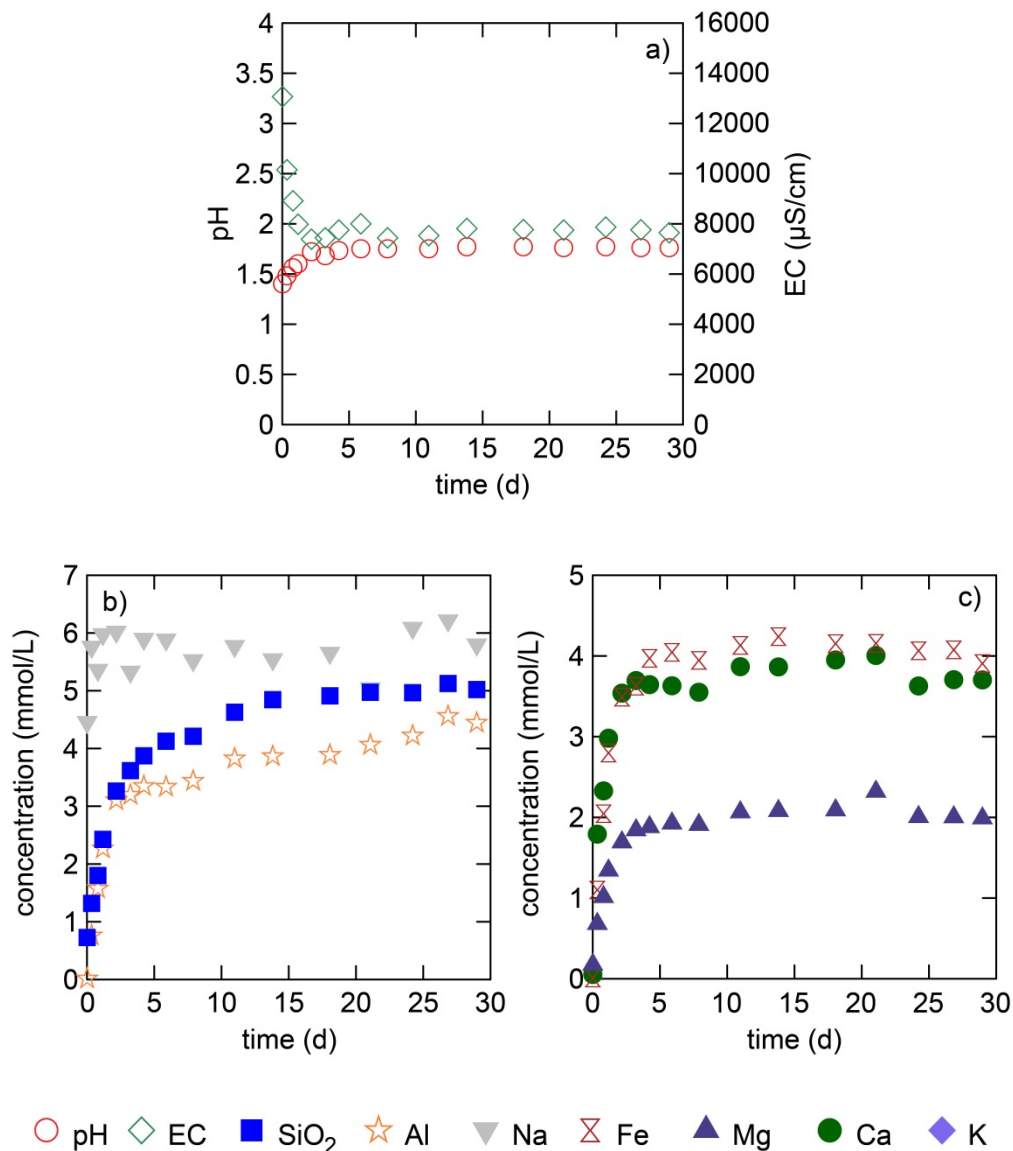 a)
pH
4
3.5
3
2.5
2
1.5
1
0.5
0
EC (µS/cm)
16000
14000
12000
10000
8000
6000
4000
2000
0
0 5 10 15 20 25 30
time (d)
b)
concentration (mmol/L)
7
6
5
4
3
2
1
0
0 5 10 15 20 25 30
time (d)
c)
concentration (mmol/L)
5
4
3
2
1
0
0 5 10 15 20 25 30
time (d)
pH EC SiO₂ Al Na Fe Mg Ca K